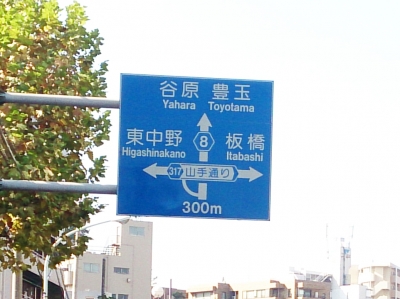 谷原 豊玉
Yahara Toyotama
8
東中野 板橋
Higashinakano Itabashi
317 山手通り
300m